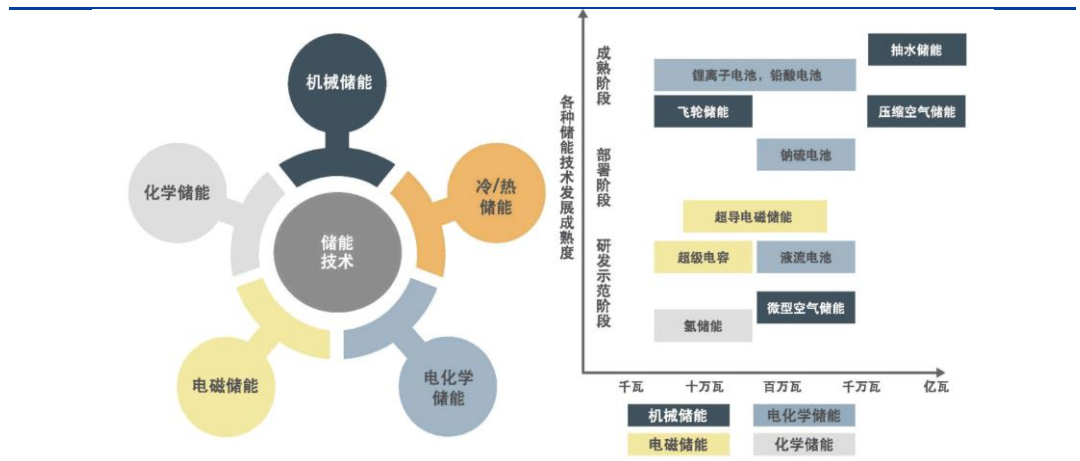 机械储能
化学储能
冷/热
储能
储能
技术
电磁储能
电化学
储能
各种储能技术发展成熟度
成熟阶段
部署阶段
研发示范阶段
抽水储能
锂离子电池，铅酸电池
飞轮储能
压缩空气储能
钠硫电池
超导电磁储能
超级电容
液流电池
微型空气储能
氢储能
千瓦
十万瓦
百万瓦
千万瓦
亿瓦
机械储能
电化学储能
电磁储能
化学储能